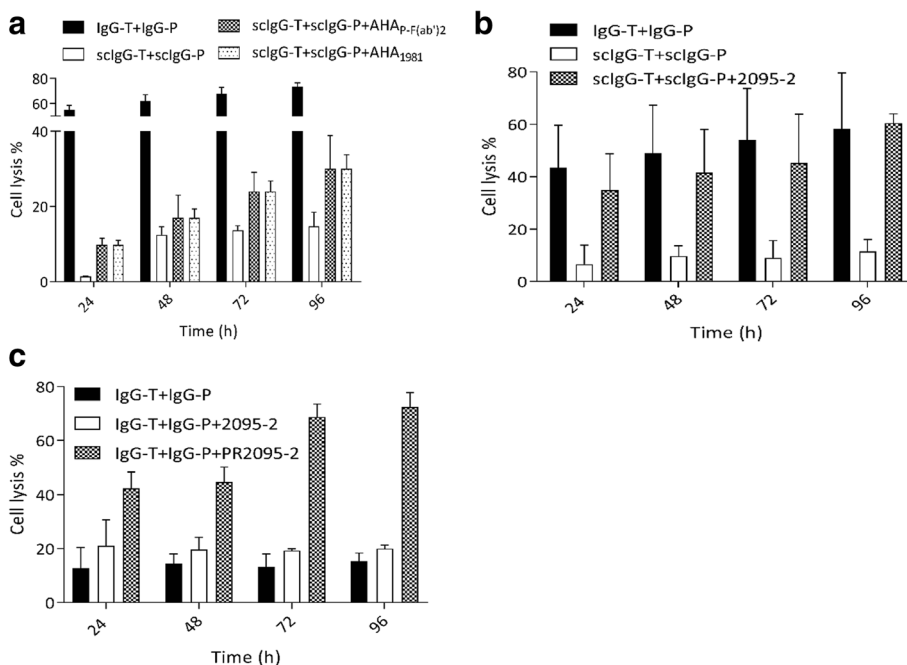 a
IgG-T+IgG-P
scIgG-T+scIgG-P
scIgG-T+scIgG-P+AHAP-F(ab')2
scIgG-T+scIgG-P+AHA1981
Cell lysis %
80
60
40
20
0
24
48
72
96
Time (h)
b
IgG-T+IgG-P
scIgG-T+scIgG-P
scIgG-T+scIgG-P+2095-2
Cell lysis %
80
60
40
20
0
24
48
72
96
Time (h)
c
IgG-T+IgG-P
IgG-T+IgG-P+2095-2
IgG-T+IgG-P+PR2095-2
Cell lysis %
80
60
40
20
0
24
48
72
96
Time (h)